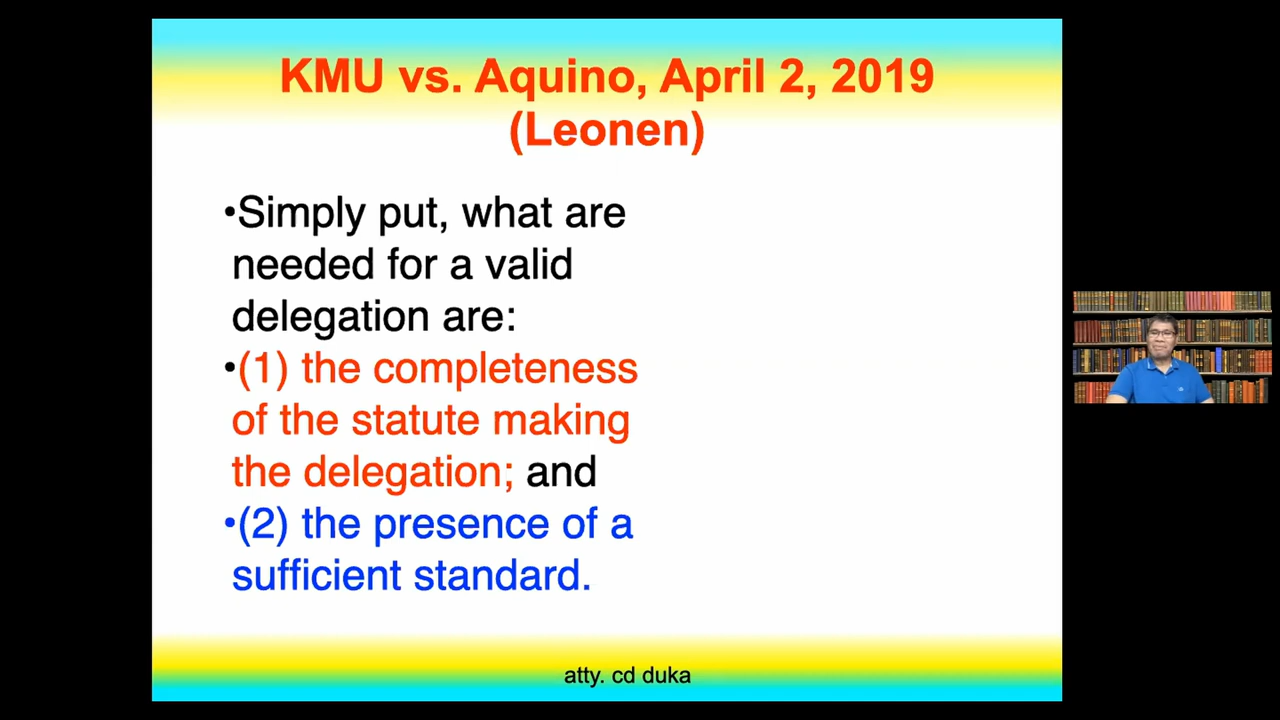 KMU vs. Aquino, April 2, 2019
(Leonen)
•Simply put, what are
needed for a valid
delegation are:
•(1) the completeness
of the statute making
the delegation; and
•(2) the presence of a
sufficient standard.
atty. cd duka